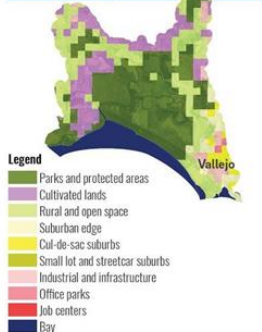 Vallejo
Legend
Parks and protected areas
Cultivated lands
Rural and open space
Suburban edge
Cul-de-sac suburbs
Small lot and streetcar suburbs
Industrial and infrastructure
Office parks
Job centers
Bay